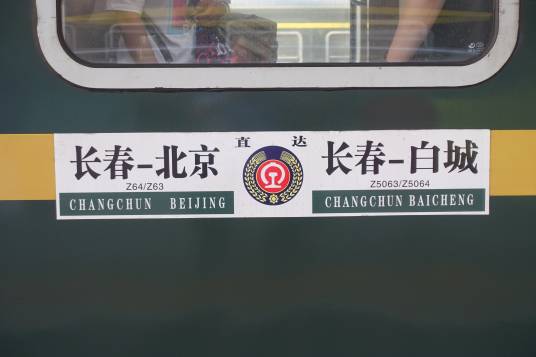 直达
长春-北京
Z64/Z63
CHANGCHUN BEIJING
长春-白城
Z5063/Z5064
CHANGCHUN BAICHENG